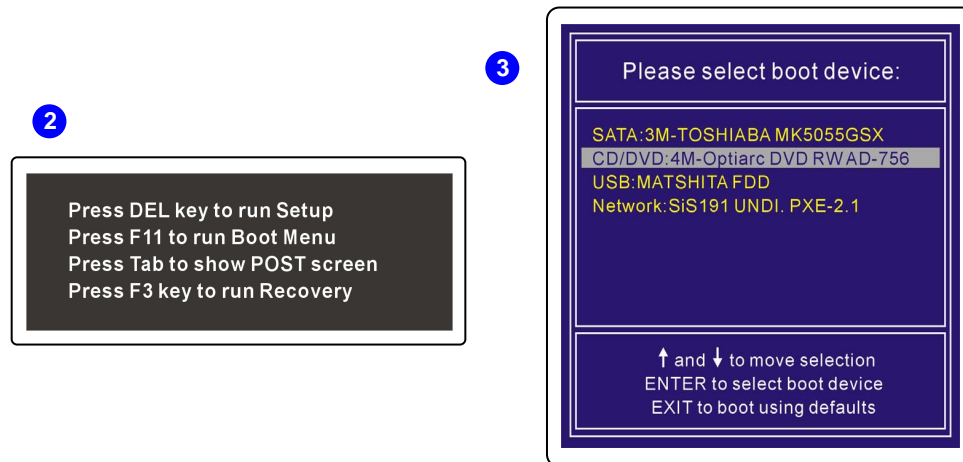 2
Press DEL key to run Setup
Press F11 to run Boot Menu
Press Tab to show POST screen
Press F3 key to run Recovery
3
Please select boot device:
SATA:3M-TOSHIABA MK5055GSX
CD/DVD:4M-Optiarc DVD RW AD-756
USB:MATSHITA FDD
Network:SiS191 UNDI. PXE-2.1
↑ and ↓ to move selection
ENTER to select boot device
EXIT to boot using defaults